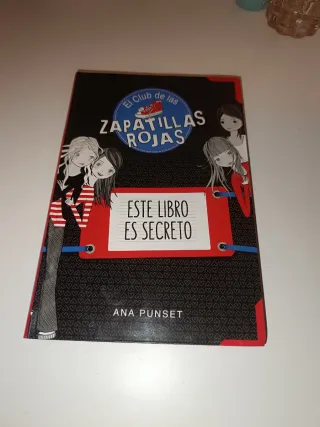 El Club de las
ZAPATILLAS
ROJAS
ESTE LIBRO
ES SECRETO
ANA PUNSET